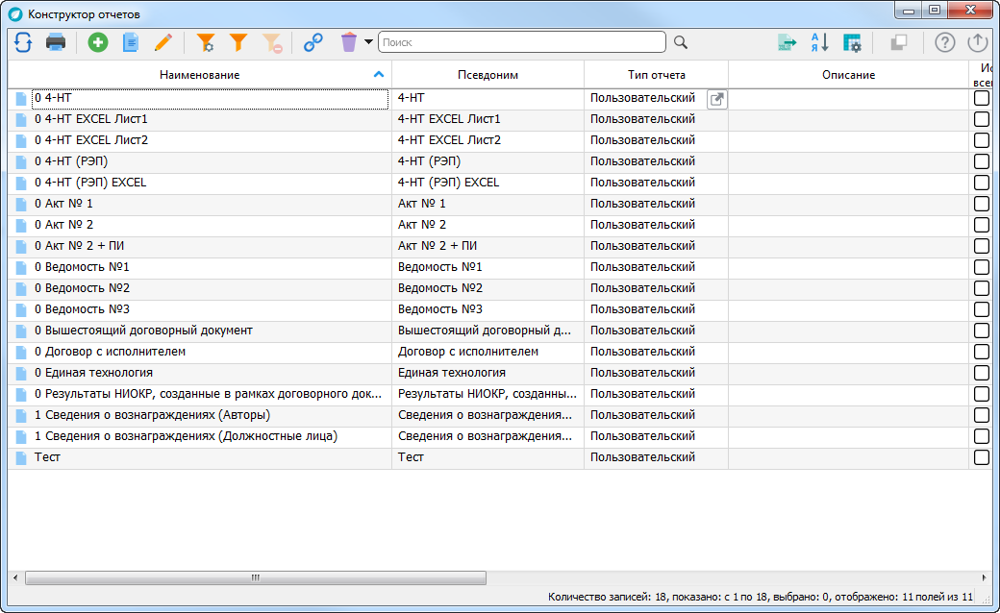 Конструктор отчетов
Поиск
А
Я
Наименование Псевдоним Тип отчета Описание Ис
все
0 4-НТ 4-НТ Пользовательский
0 4-НТ EXCEL Лист1 4-НТ EXCEL Лист1 Пользовательский
0 4-НТ EXCEL Лист2 4-НТ EXCEL Лист2 Пользовательский
0 4-НТ (РЭП) 4-НТ (РЭП) Пользовательский
0 4-НТ (РЭП) EXCEL 4-НТ (РЭП) EXCEL Пользовательский
0 Акт № 1 Акт № 1 Пользовательский
0 Акт № 2 Акт № 2 Пользовательский
0 Акт № 2 + ПИ Акт № 2 + ПИ Пользовательский
0 Ведомость №1 Ведомость №1 Пользовательский
0 Ведомость №2 Ведомость №2 Пользовательский
0 Ведомость №3 Ведомость №3 Пользовательский
0 Вышестоящий договорный документ Вышестоящий договорный д... Пользовательский
0 Договор с исполнителем Договор с исполнителем Пользовательский
0 Единая технология Единая технология Пользовательский
0 Результаты НИОКР, созданные в рамках договорного док... Результаты НИОКР, созданны... Пользовательский
1 Сведения о вознаграждениях (Авторы) Сведения о вознаграждениях... Пользовательский
1 Сведения о вознаграждениях (Должностные лица) Сведения о вознаграждениях... Пользовательский
Тест Тест Пользовательский
Количество записей: 18, показано: с 1 по 18, выбрано: 0, отображено: 11 полей из 11